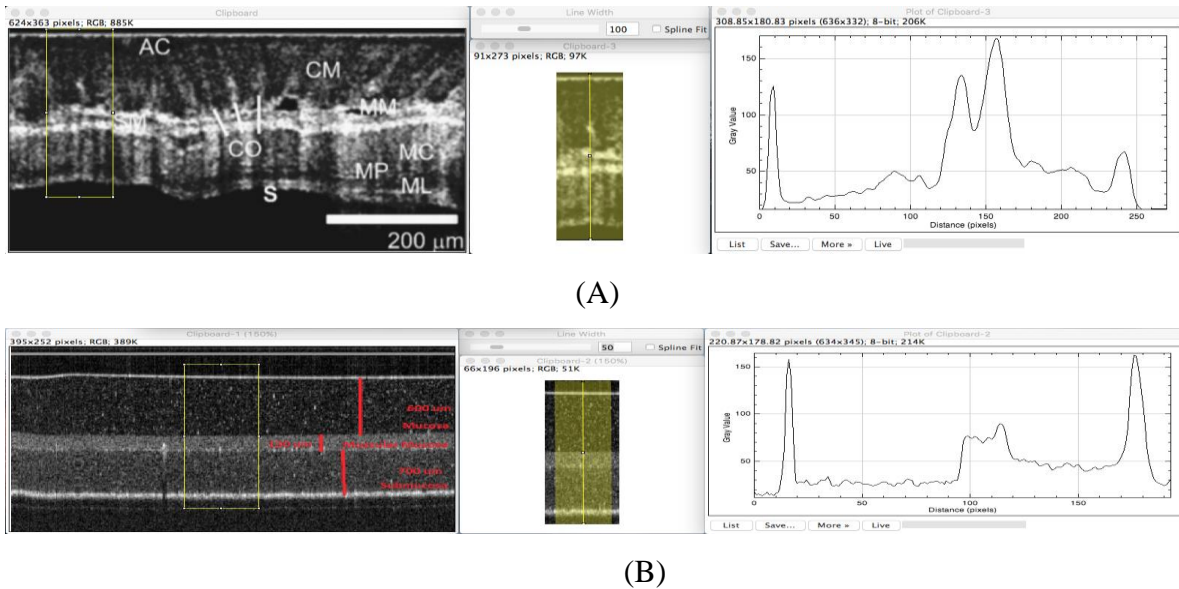 Clipboard
624x363 pixels; RGB; 885K
AC
CM
MM
SM
CO
MC
MP
ML
S
200 µm
Line Width
100
Spline Fit
Clipboard-3
91x273 pixels; RGB; 97K
Plot of Clipboard-3
308.85x180.83 pixels (636x332); 8-bit; 206K
150
100
50
Gray Value
0
50
100
150
200
250
Distance (pixels)
List Save... More » Live
(A)
Clipboard-1 (150%)
395x252 pixels; RGB; 389K
600 um
Mucosa
Submucosa
Line Width
50
Spline Fit
Clipboard-2 (150%)
66x196 pixels; RGB; 51K
Plot of Clipboard-2
220.87x178.82 pixels (634x345); 8-bit; 214K
150
100
50
Gray Value
0
50
100
150
Distance (pixels)
List Save... More » Live
(B)